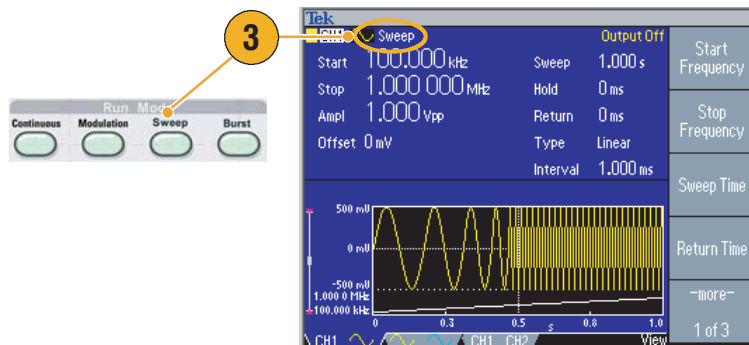 3
Run Mode
Continuous Modulation Sweep Burst
Tek
CH1 Sweep Output Off
Start 100.000 kHz Sweep 1.000 s
Stop 1.000 000 MHz Hold 0 ms
Ampl 1.000 Vpp Return 0 ms
Offset 0 mV Type Linear
Interval 1.000 ms
500 mV
0 mV
-500 mV
1.000 0 MHz
100.000 kHz
0 0.3 0.5 0.8 1.0
s
CH1 CH1 CH2 View
Start
Frequency
Stop
Frequency
Sweep Time
Return Time
-more-
1 of 3